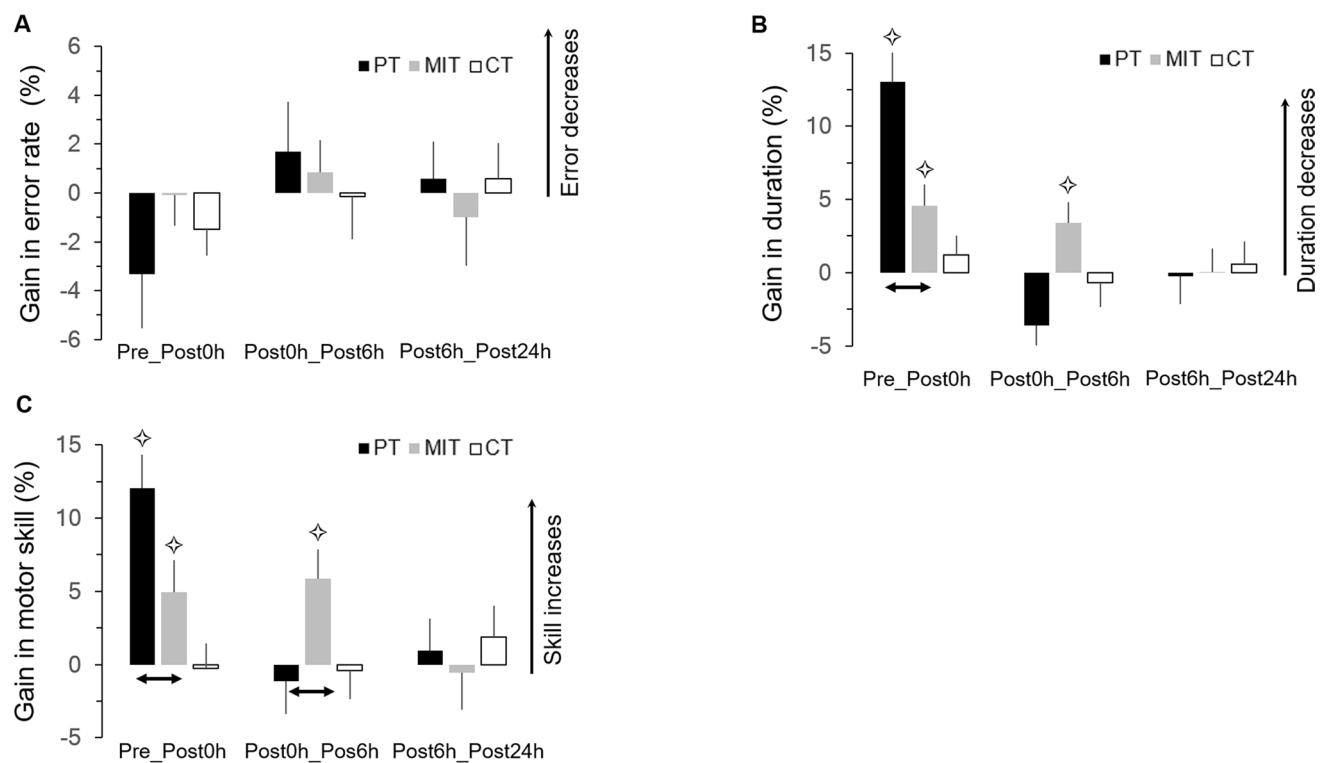 A
Gain in error rate (%)
6
4
2
0
-2
-4
-6
PT MIT CT
Error decreases
Pre_Post0h Post0h_Post6h Post6h_Post24h
B
Gain in duration (%)
15
10
5
0
-5
PT MIT CT
Duration decreases
Pre_Post0h Post0h_Post6h Post6h_Post24h
C
Gain in motor skill (%)
15
10
5
0
-5
PT MIT CT
Skill increases
Pre_Post0h Post0h_Pos6h Post6h_Post24h